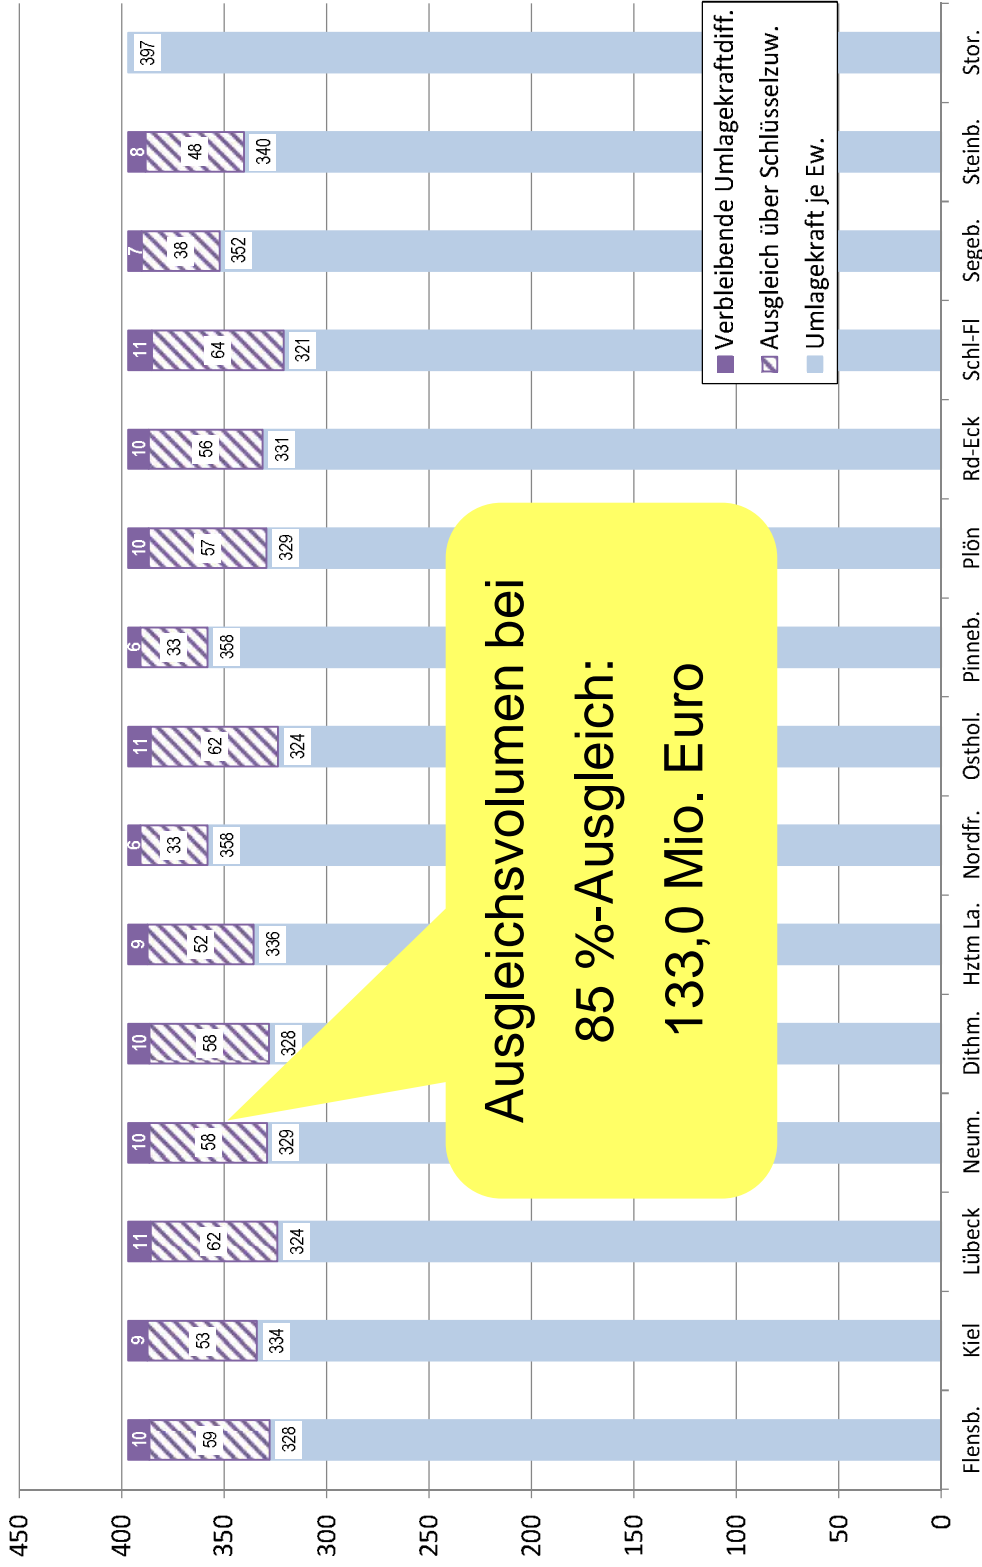 450
400
350
300
250
200
150
100
50
0
10 9 11 10 10 9 6 11 6 10 10 11 7 8
59 53 62 58 58 52 33 62 33 57 56 64 38 48
328 334 324 329 328 336 358 324 358 329 331 321 352 340 397
Ausgleichsvolumen bei
85 %-Ausgleich:
133,0 Mio. Euro
Verbleibende Umlagekraftdiff.
Ausgleich über Schlüsselzuw.
Umlagekraft je Ew.
Flensb. Kiel Lübeck Neum. Dithm. Hztm La. Nordfr. Osthol. Pinneb. Plön Rd-Eck Schl-Fl Segeb. Steinb. Stor.